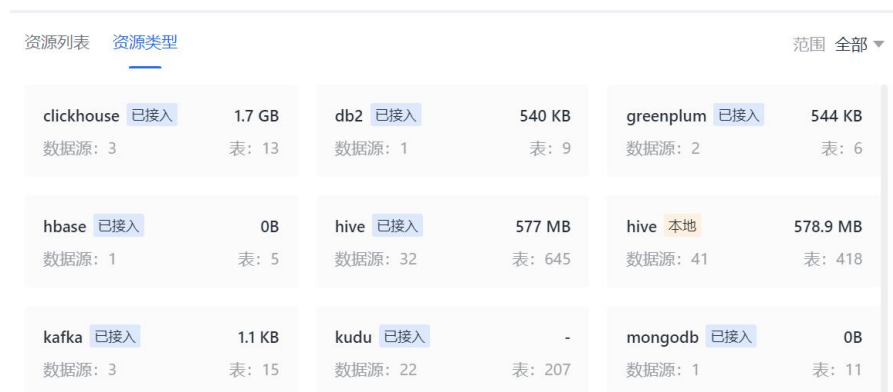 资源列表 资源类型 范围 全部
clickhouse 已接入 1.7 GB db2 已接入 540 KB greenplum 已接入 544 KB
数据源：3 表：13 数据源：1 表：9 数据源：2 表：6
hbase 已接入 0B hive 已接入 577 MB hive 本地 578.9 MB
数据源：1 表：5 数据源：32 表：645 数据源：41 表：418
kafka 已接入 1.1 KB kudu 已接入 - mongodb 已接入 0B
数据源：3 表：15 数据源：22 表：207 数据源：1 表：11